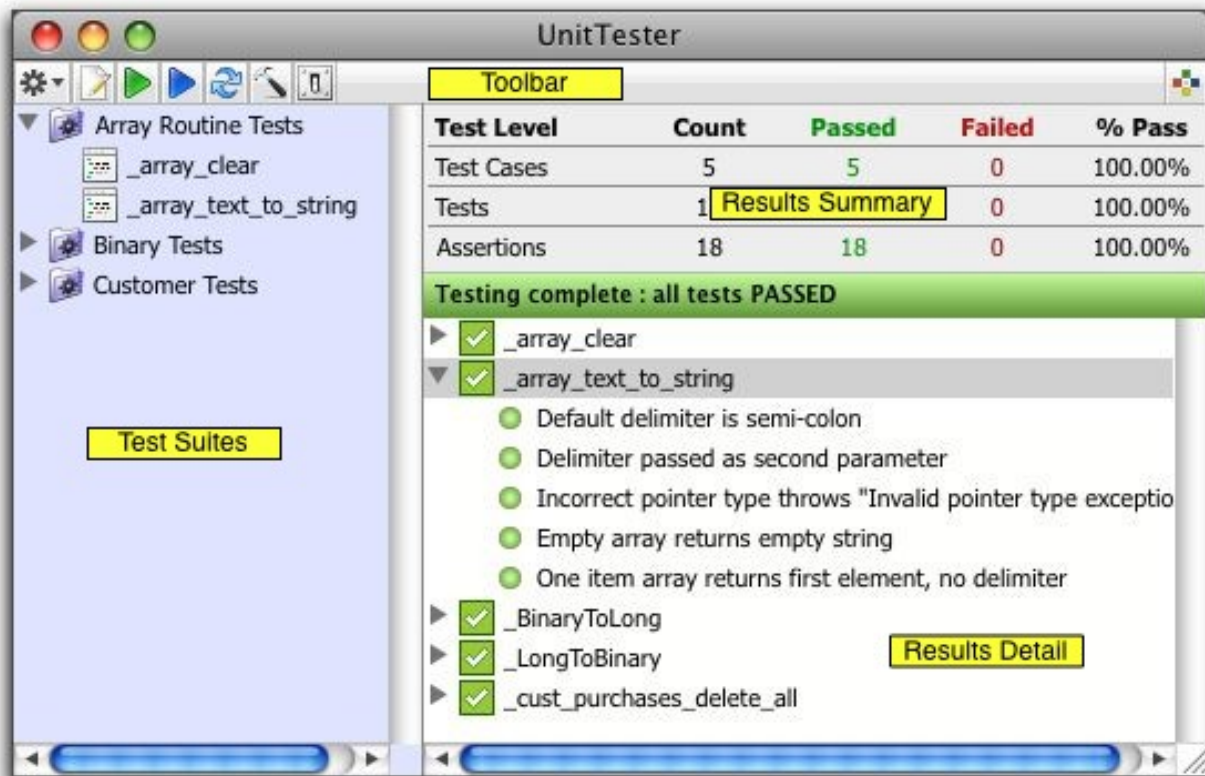 UnitTester
Toolbar
Array Routine Tests
_array_clear
_array_text_to_string
Binary Tests
Customer Tests
Test Suites
Test Level Count Passed Failed % Pass
Test Cases 5 5 0 100.00%
Tests 1 Results Summary 0 100.00%
Assertions 18 18 0 100.00%
Testing complete : all tests PASSED
_array_clear
_array_text_to_string
Default delimiter is semi-colon
Delimiter passed as second parameter
Incorrect pointer type throws "Invalid pointer type exceptio
Empty array returns empty string
One item array returns first element, no delimiter
_BinaryToLong
_LongToBinary
Results Detail
_cust_purchases_delete_all